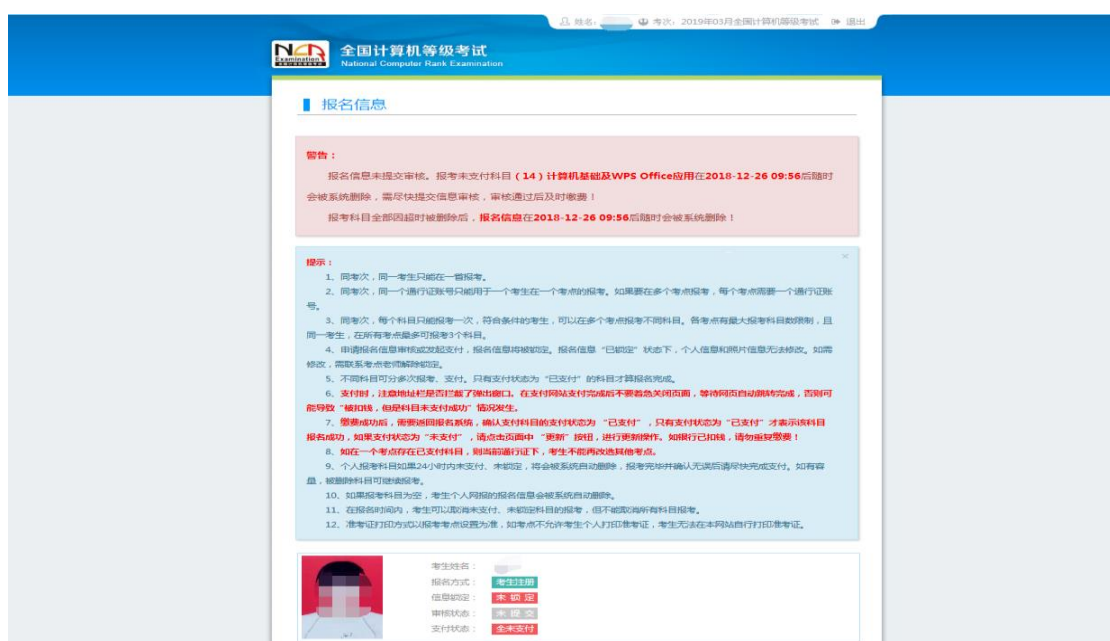 姓名： 考次：2019年03月全国计算机等级考试 退出
NCR
Examination
全国计算机等级考试
National Computer Rank Examination
报名信息
警告：
报名信息未提交审核。报考未支付科目（14）计算机基础及WPS Office应用在2018-12-26 09:56后随时
会被系统删除，需尽快提交信息审核，审核通过后及时缴费！
报考科目全部因超时被删除后，报名信息在2018-12-26 09:56后随时会被系统删除！
提示：
×
1、同考次，同一考生只能在一省报考。
2、同考次，同一个通行证账号只能用于一个考生在一个考点的报考。如果要在多个考点报考，每个考点需要一个通行证账
号。
3、同考次，每个科目只能报考一次，符合条件的考生，可以在多个考点报考不同科目。各考点有最大报考科目数限制，且
同一考生，在所有考点最多可报考3个科目。
4、申请报名信息审核或发起支付，报名信息将被锁定。报名信息“已锁定”状态下，个人信息和照片信息无法修改。如需
修改，需联系考点老师解除锁定。
5、不同科目可分多次报考、支付。只有支付状态为“已支付”的科目才算报名完成。
6、支付时，注意地址栏是否拦截了弹出窗口。在支付网站支付完成后不要着急关闭页面，等待网页自动跳转完成，否则可
能导致“被扣钱，但是科目未支付成功”情况发生。
7、缴费成功后，需要返回报名系统，确认支付科目的支付状态为“已支付”，只有支付状态为“已支付”才表示该科目
报名成功，如果支付状态为“未支付”，请点击页面中“更新”按钮，进行更新操作。如银行已扣钱，请勿重复缴费！
8、如在一个考点存在已支付科目，则当前通行证下，考生不能再改选其他考点。
9、个人报考科目如果24小时内未支付、未锁定，将会被系统自动删除，报考完毕并确认无误后请尽快完成支付。如有容
量，被删除科目可继续报考。
10、如果报考科目为空，考生个人网报的报名信息会被系统自动删除。
11、在报名时间内，考生可以取消未支付、未锁定科目的报考，但不能取消所有科目报考。
12、准考证打印方式以报考考点设置为准，如考点不允许考生个人打印准考证，考生无法在本网站自行打印准考证。
考生姓名：
报名方式： 考生注册
信息锁定： 未 锁 定
审核状态： 未 提 交
支付状态： 全未支付